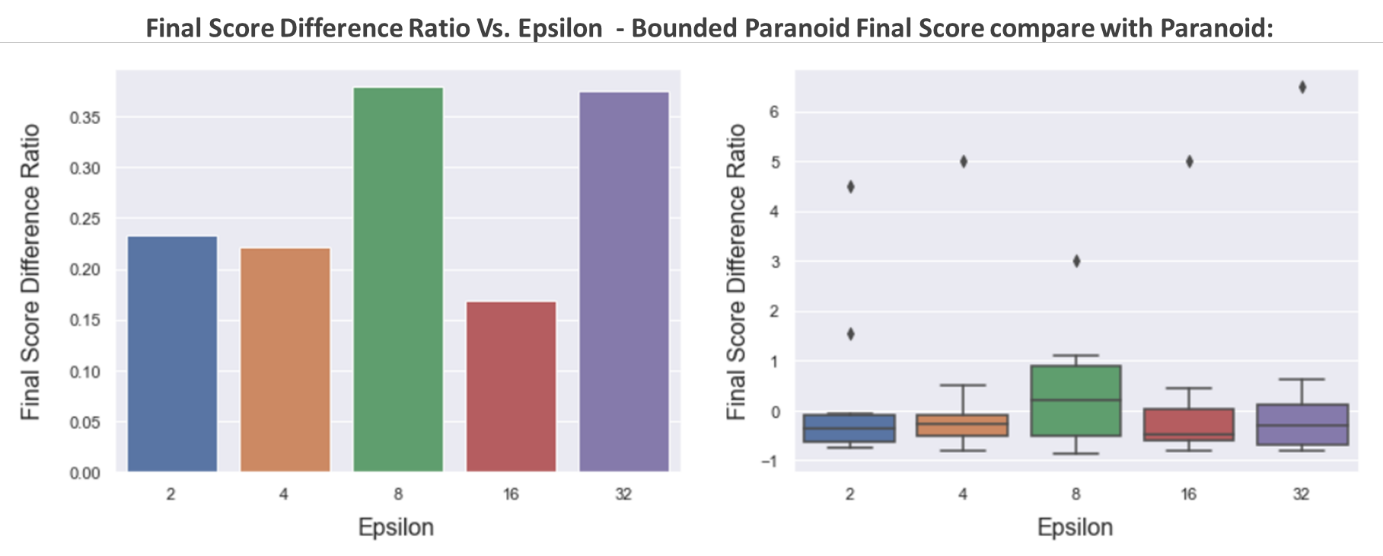 Final Score Difference Ratio Vs. Epsilon - Bounded Paranoid Final Score compare with Paranoid:
Final Score Difference Ratio
0.35
0.30
0.25
0.20
0.15
0.10
0.05
0.00
2 4 8 16 32
Epsilon
Final Score Difference Ratio
6
5
4
3
2
1
0
−1
2 4 8 16 32
Epsilon